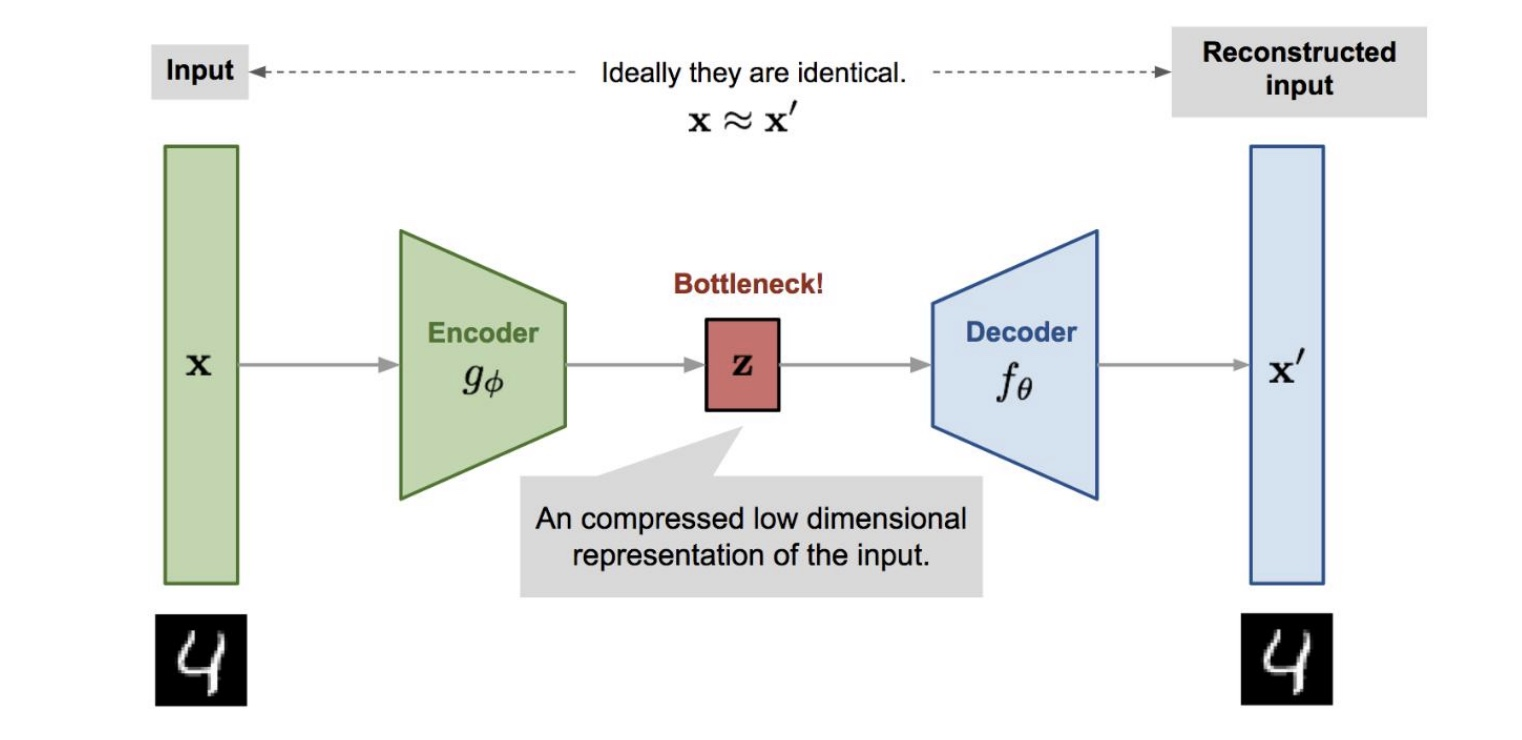 Input
Ideally they are identical.
x ≈ x′
Reconstructed
input
Bottleneck!
x
Encoder
gϕ
z
Decoder
fθ
x′
An compressed low dimensional
representation of the input.
4
4